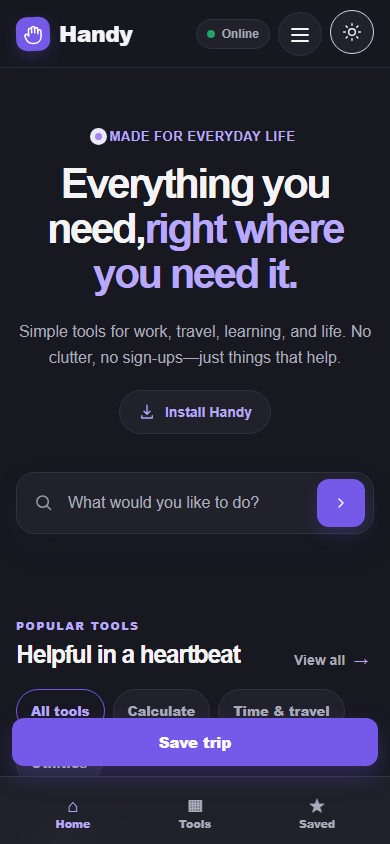 Handy
Online
MADE FOR EVERYDAY LIFE
Everything you
need,right where
you need it.
Simple tools for work, travel, learning, and life. No
clutter, no sign-ups—just things that help.
Install Handy
What would you like to do?
POPULAR TOOLS
Helpful in a heartbeat
View all →
All tools
Calculate
Time & travel
Save trip
Utilities
Home
Tools
Saved